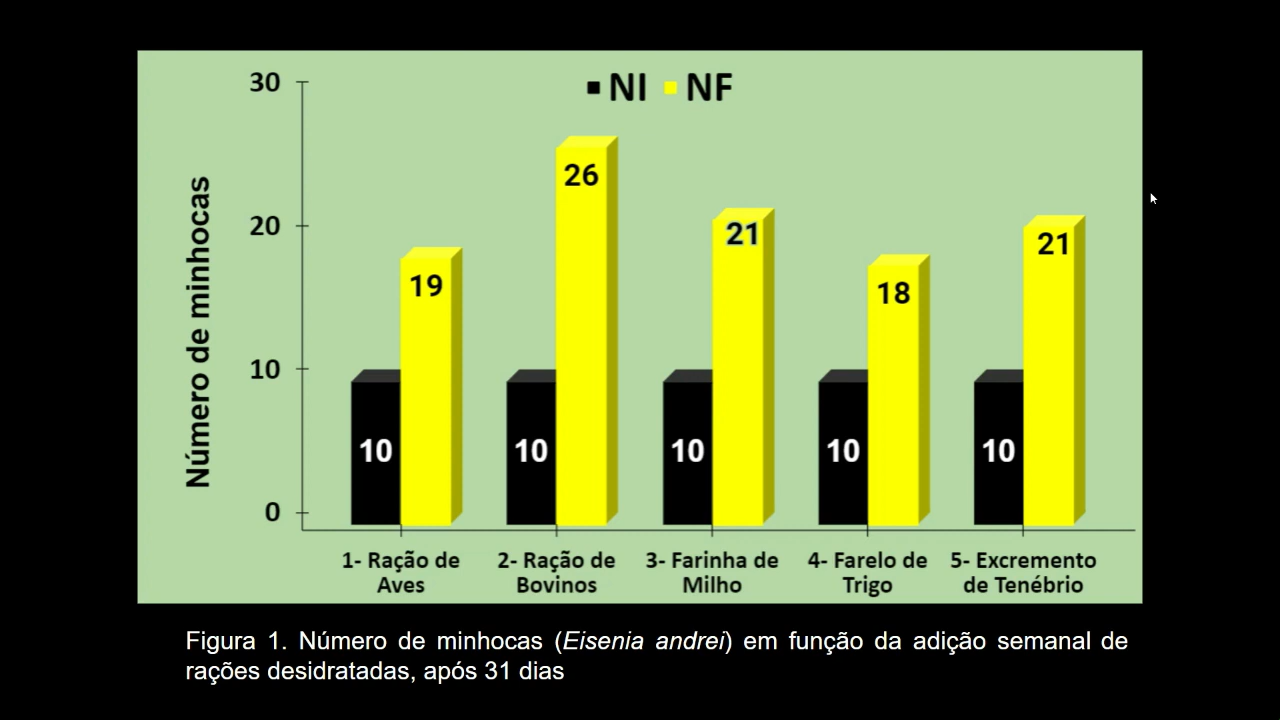 30
NI NF
26
20
21
21
19
18
Número de minhocas
10
10 10 10 10 10
0
1- Ração de Aves
2- Ração de Bovinos
3- Farinha de Milho
4- Farelo de Trigo
5- Excremento de Tenébrio
Figura 1. Número de minhocas (Eisenia andrei) em função da adição semanal de
rações desidratadas, após 31 dias